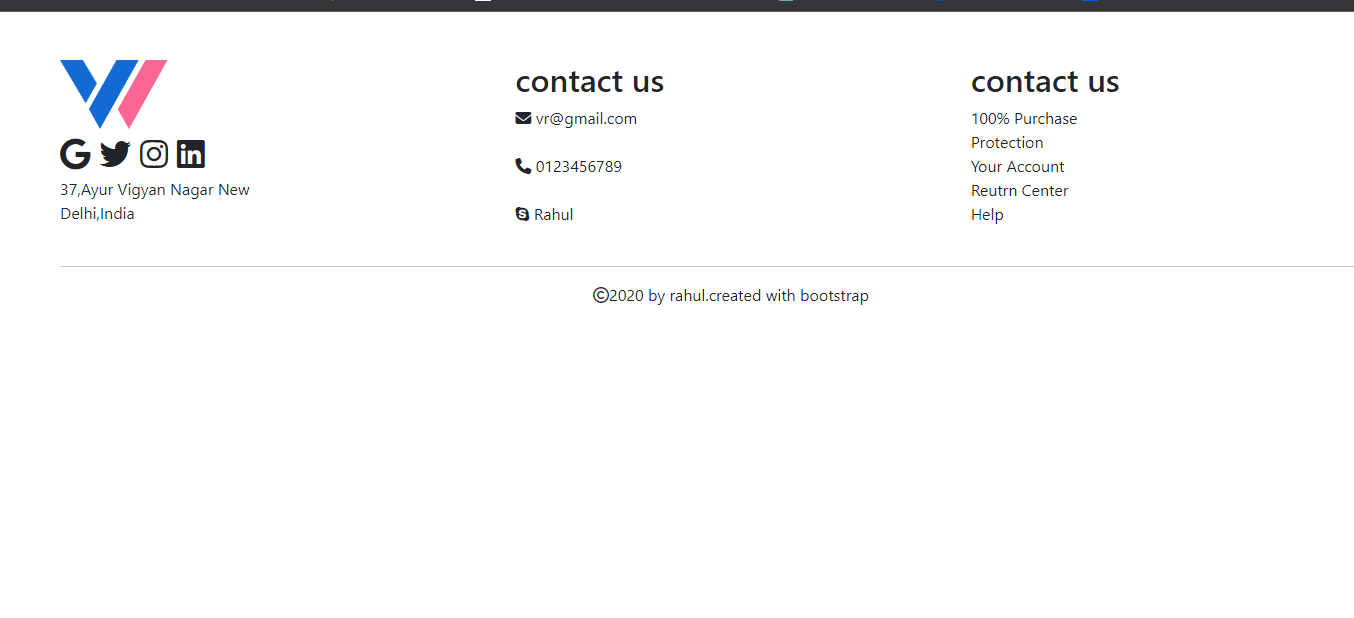 37,Ayur Vigyan Nagar New
Delhi,India
contact us
vr@gmail.com
0123456789
Rahul
contact us
100% Purchase
Protection
Your Account
Reutrn Center
Help
©2020 by rahul.created with bootstrap